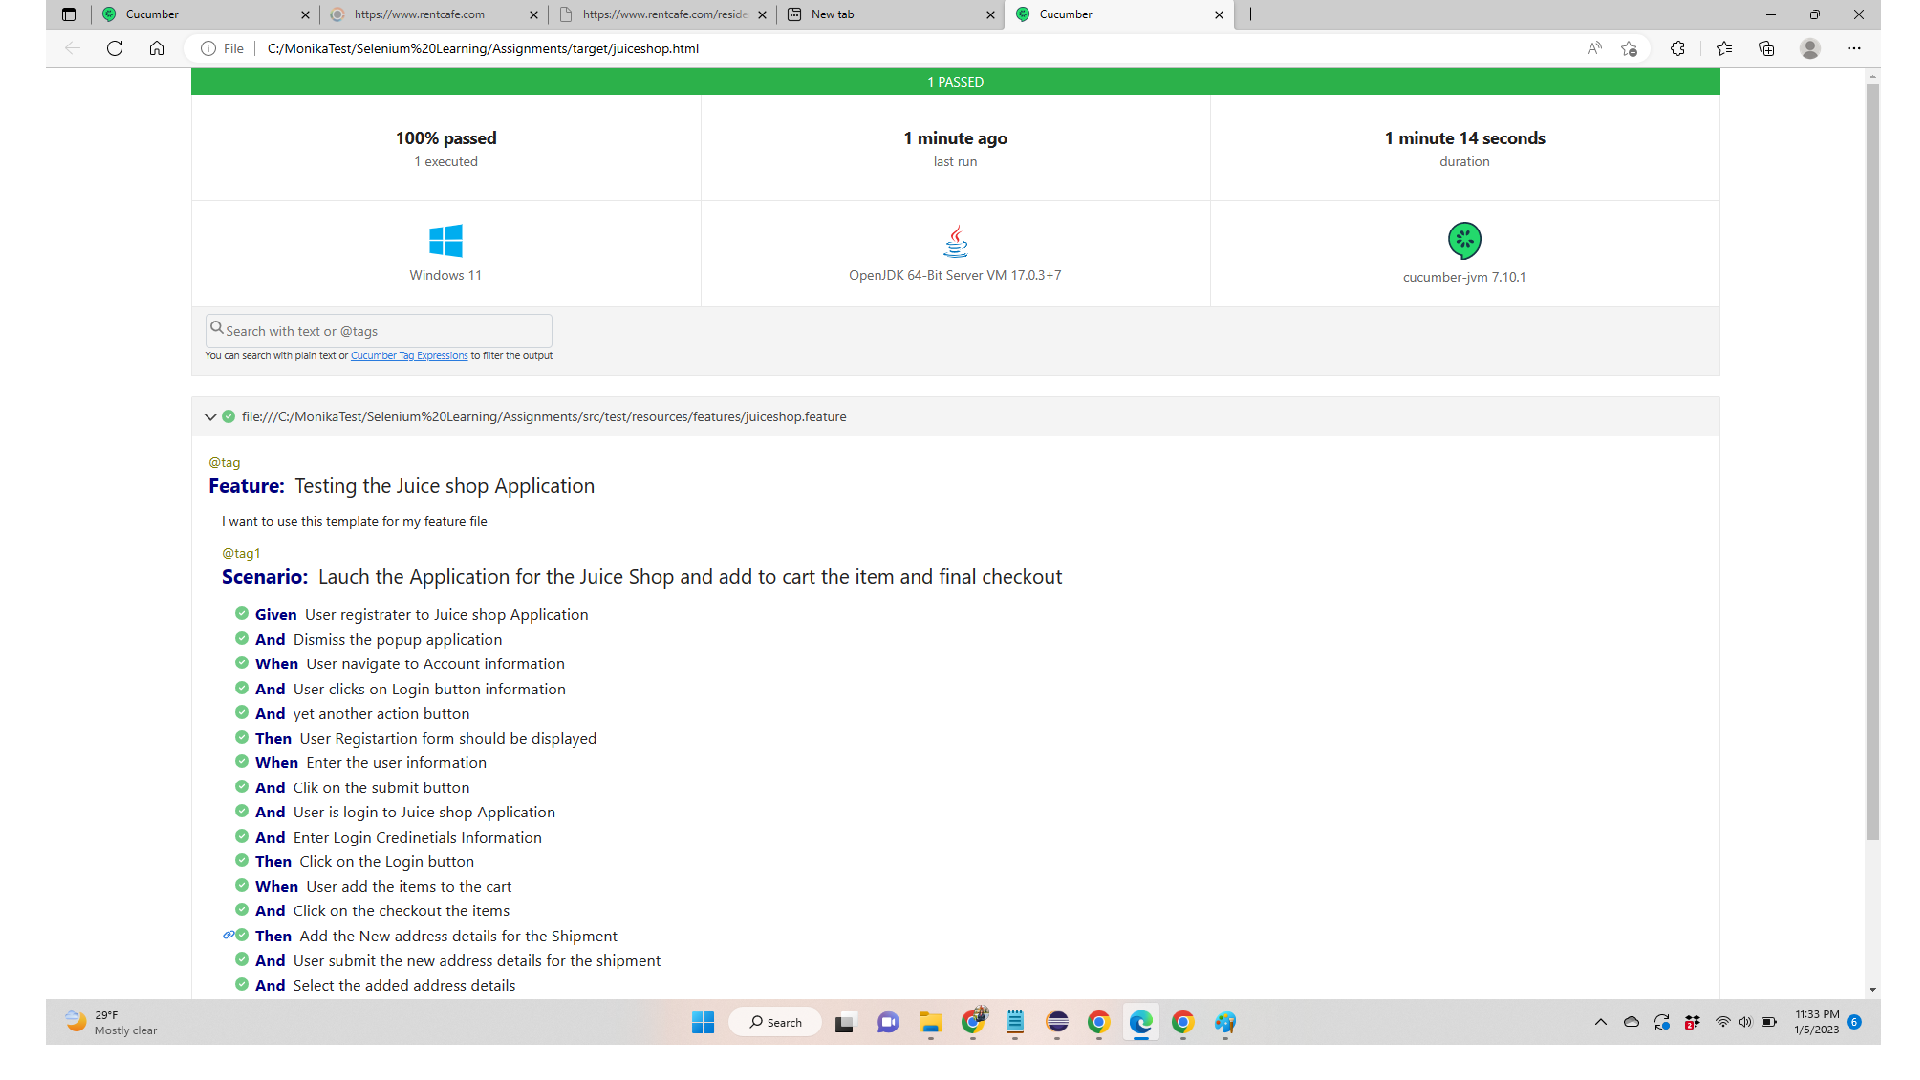 Cucumber
https://www.rentcafe.com
https://www.rentcafe.com/reside
New tab
Cucumber
File
C:/MonikaTest/Selenium%20Learning/Assignments/target/juiceshop.html
1 PASSED
100% passed
1 executed
1 minute ago
last run
1 minute 14 seconds
duration
Windows 11
OpenJDK 64-Bit Server VM 17.0.3+7
cucumber-jvm 7.10.1
Search with text or @tags
You can search with plain text or Cucumber Tag Expressions to filter the output
file:///C:/MonikaTest/Selenium%20Learning/Assignments/src/test/resources/features/juiceshop.feature
@tag
Feature: Testing the Juice shop Application
I want to use this template for my feature file
@tag1
Scenario: Lauch the Application for the Juice Shop and add to cart the item and final checkout
Given User registrater to Juice shop Application
And Dismiss the popup application
When User navigate to Account information
And User clicks on Login button information
And yet another action button
Then User Registartion form should be displayed
When Enter the user information
And Clik on the submit button
And User is login to Juice shop Application
And Enter Login Credinetials Information
Then Click on the Login button
When User add the items to the cart
And Click on the checkout the items
Then Add the New address details for the Shipment
And User submit the new address details for the shipment
And Select the added address details
29°F
Mostly clear
Search
2
11:33 PM
1/5/2023
6